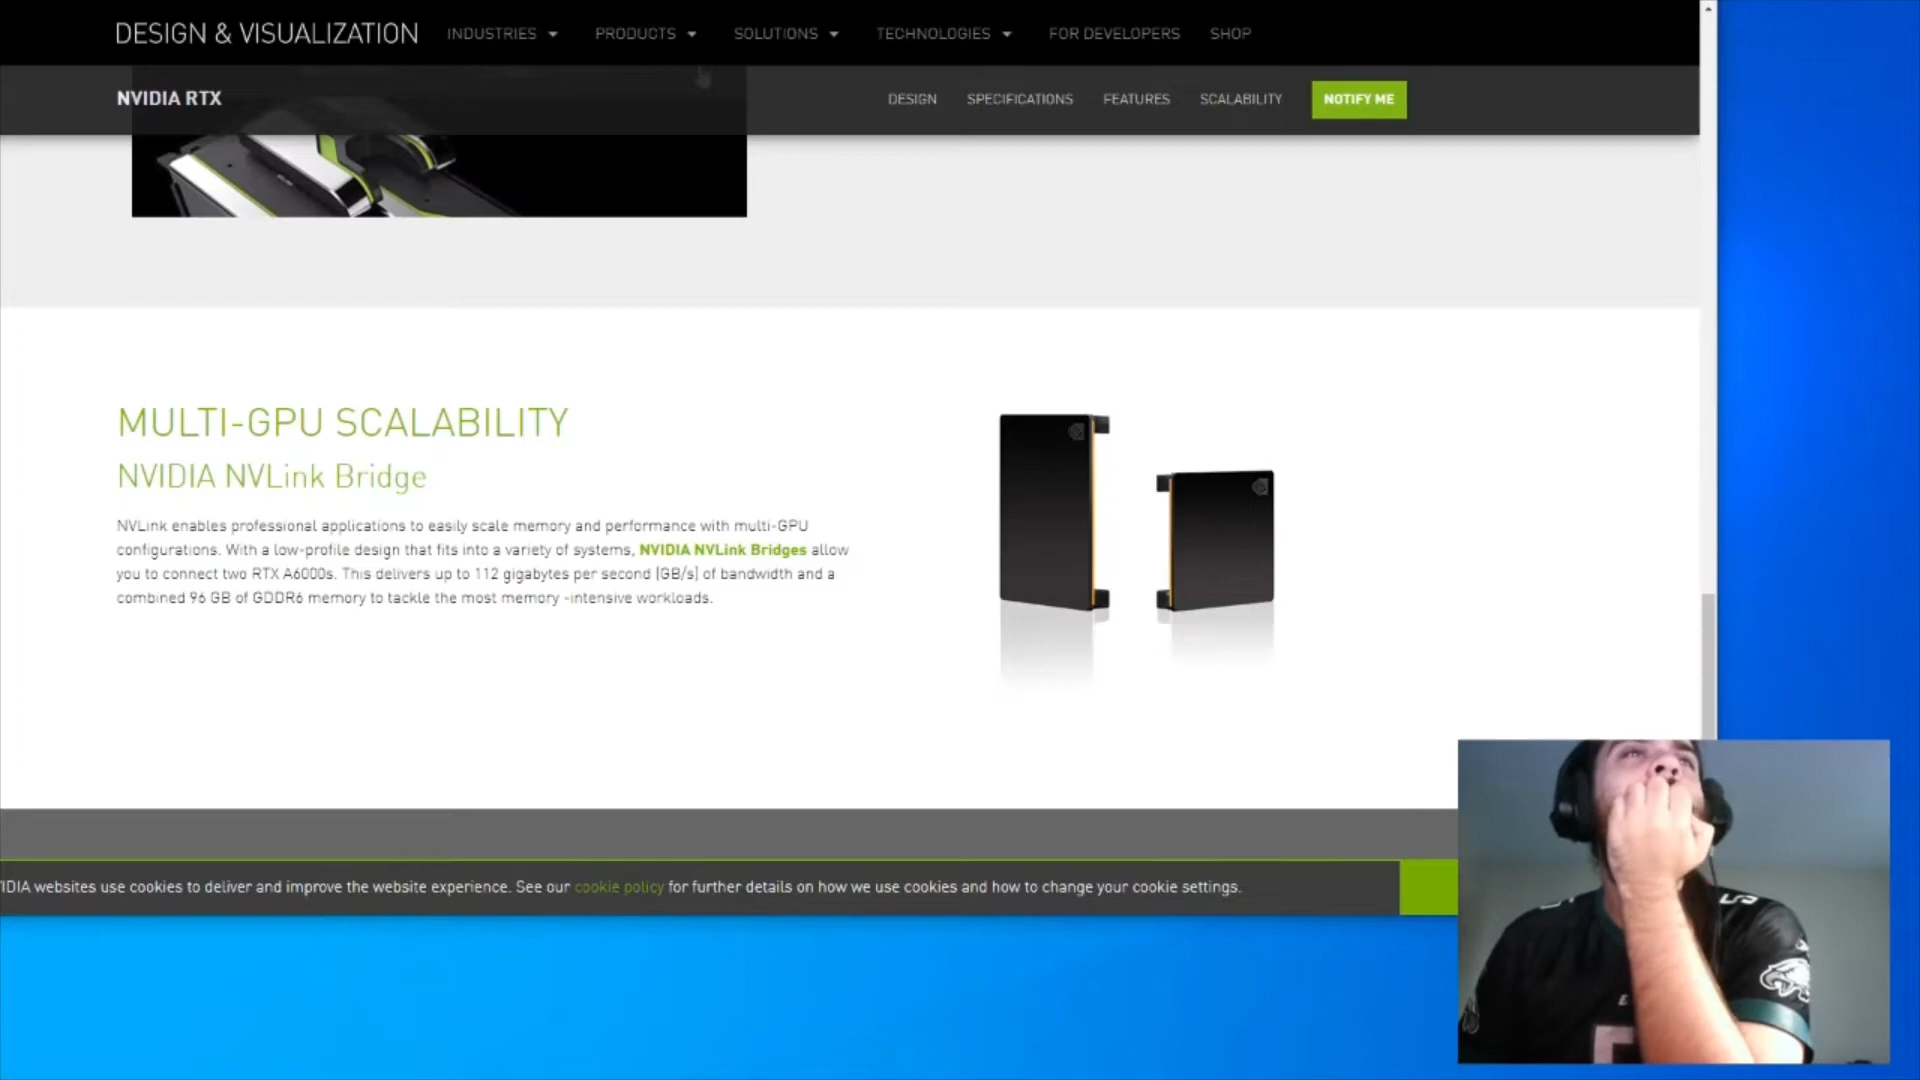 DESIGN & VISUALIZATION INDUSTRIES PRODUCTS SOLUTIONS TECHNOLOGIES FOR DEVELOPERS SHOP
NVIDIA RTX DESIGN SPECIFICATIONS FEATURES SCALABILITY NOTIFY ME
MULTI-GPU SCALABILITY
NVIDIA NVLink Bridge
NVLink enables professional applications to easily scale memory and performance with multi-GPU
configurations. With a low-profile design that fits into a variety of systems, NVIDIA NVLink Bridges allow
you to connect two RTX A6000s. This delivers up to 112 gigabytes per second (GB/s) of bandwidth and a
combined 96 GB of GDDR6 memory to tackle the most memory -intensive workloads.
IDIA websites use cookies to deliver and improve the website experience. See our cookie policy for further details on how we use cookies and how to change your cookie settings.